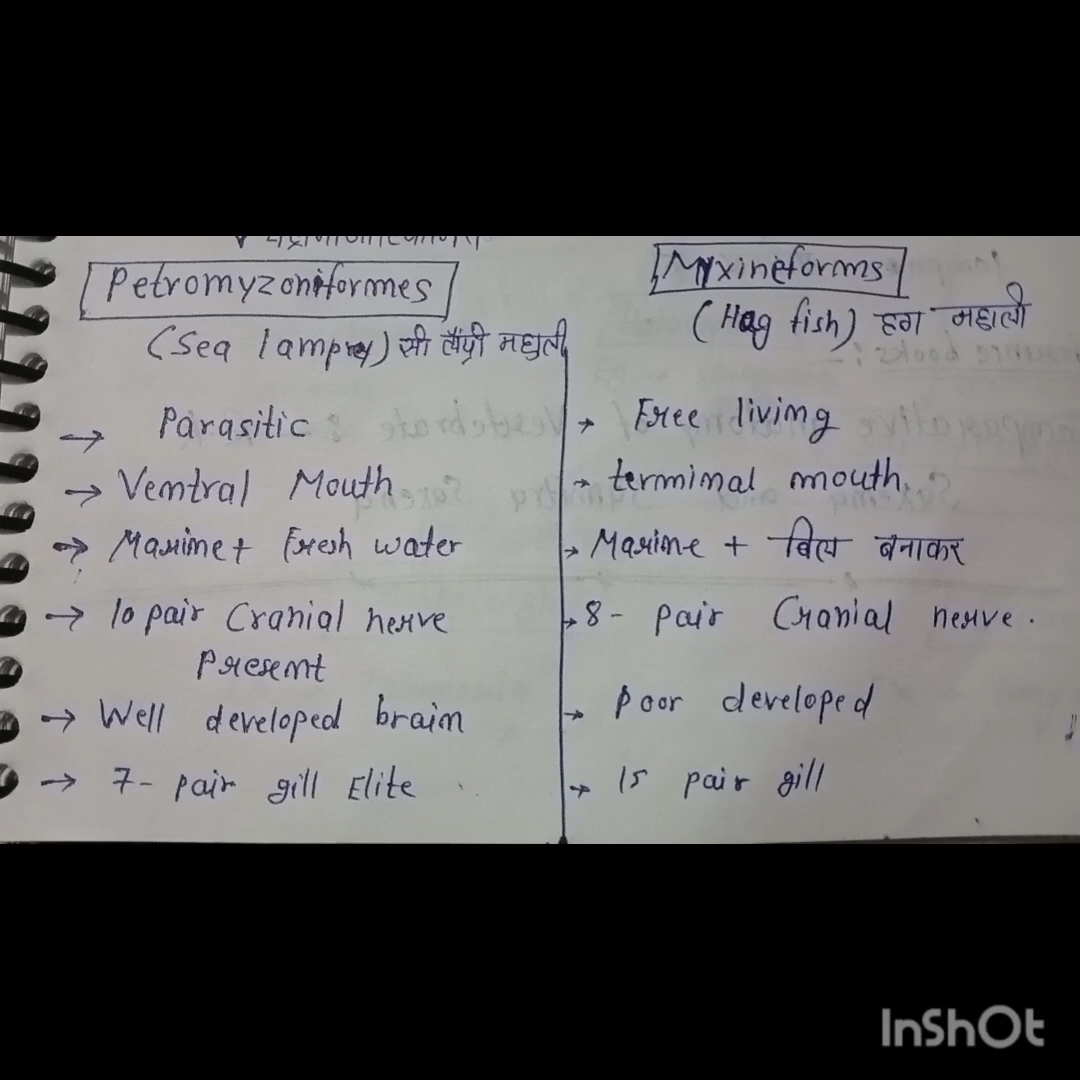 Petromyzoniformes
(Sea lamprey) सी लैंप्री मछली
→ Parasitic
→ Ventral Mouth
→ Marine + Fresh water
→ 10 pair Cranial nerve
Present
→ Well developed brain
→ 7- pair gill Elite
Myxineforms
(Hag fish) हग मछली
→ Free living
→ terminal mouth.
→ Marine + बिल बनाकर
→ 8- pair Cranial nerve.
→ Poor developed
→ 15 pair gill
InShOt